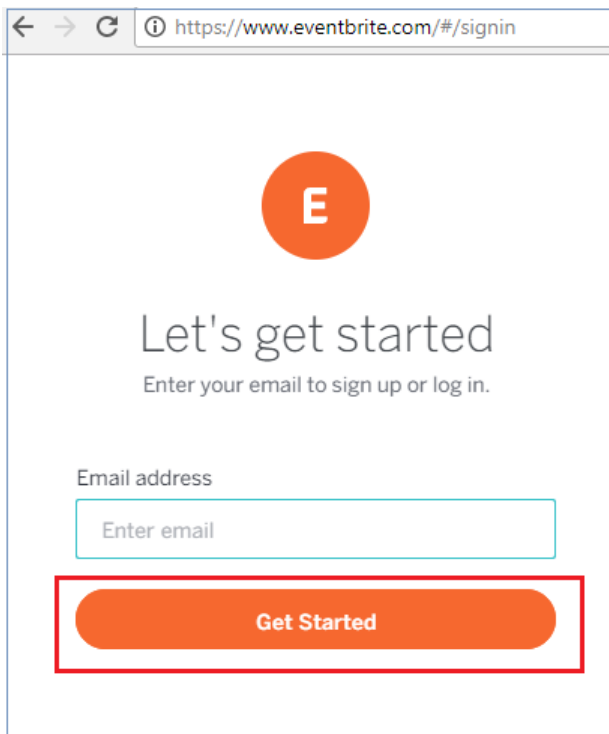 https://www.eventbrite.com/#/signin
E
Let's get started
Enter your email to sign up or log in.
Email address
Enter email
Get Started